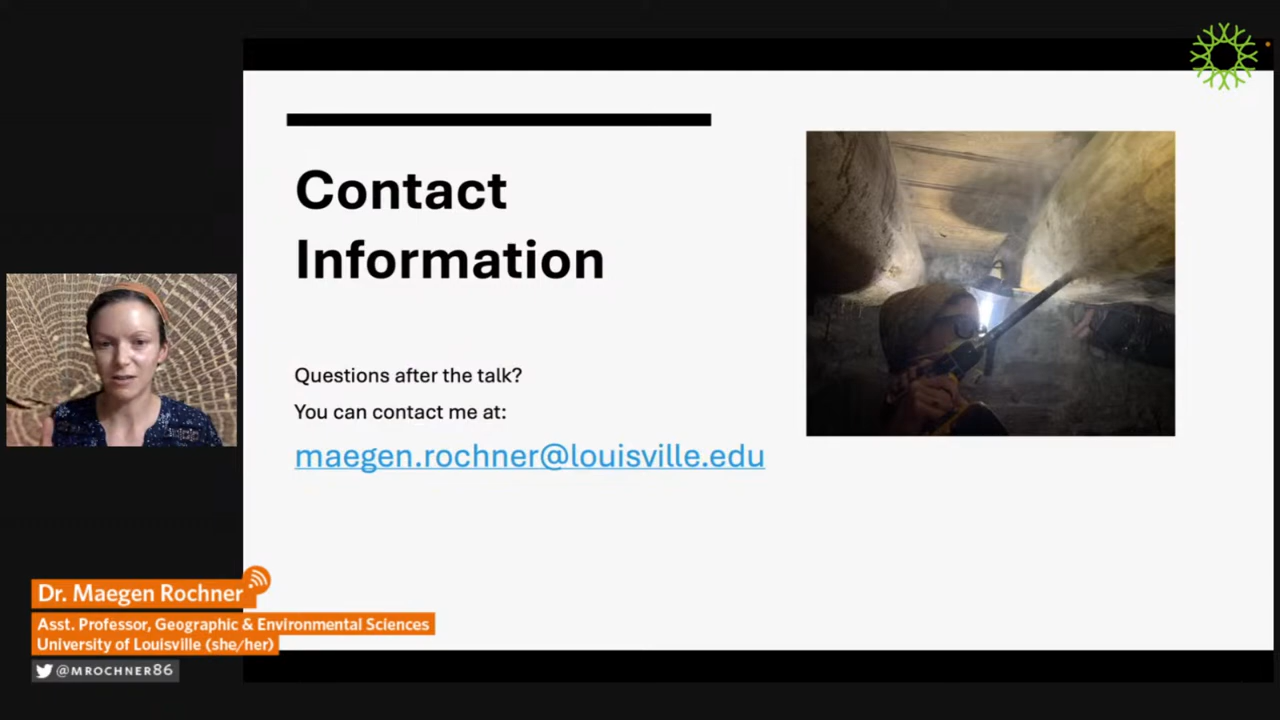 Contact
Information
Questions after the talk?
You can contact me at:
maegen.rochner@louisville.edu
Dr. Maegen Rochner
Asst. Professor, Geographic & Environmental Sciences
University of Louisville (she/her)
@MROCHNER86